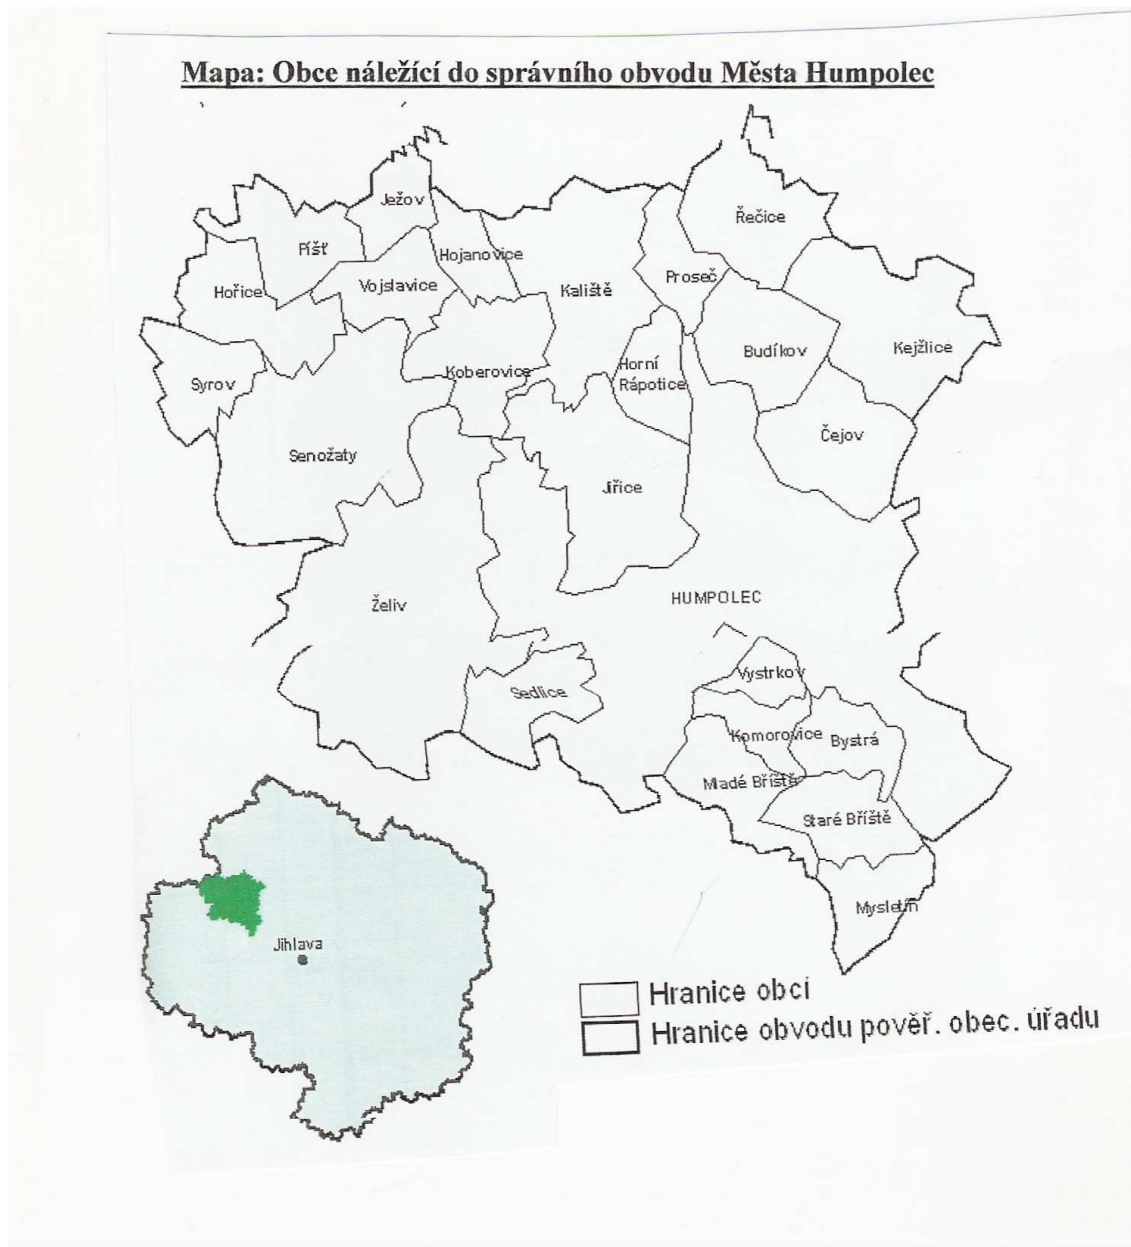 Mapa: Obce náležící do správního obvodu Města Humpolec
Ježov
Řečice
Píšť
Hojanovice
Hořice
Vojslavice
Kaliště
Proseč
Syrov
Koberovice
Horní
Rápotice
Budíkov
Kejžlice
Senožaty
Čejov
Jiřice
Želiv
HUMPOLEC
Sedlice
Vystrkov
Komorovice
Bystrá
Mladé Bříště
Staré Bříště
Mysletín
Jihlava
Hranice obcí
Hranice obvodu pověř. obec. úřadu